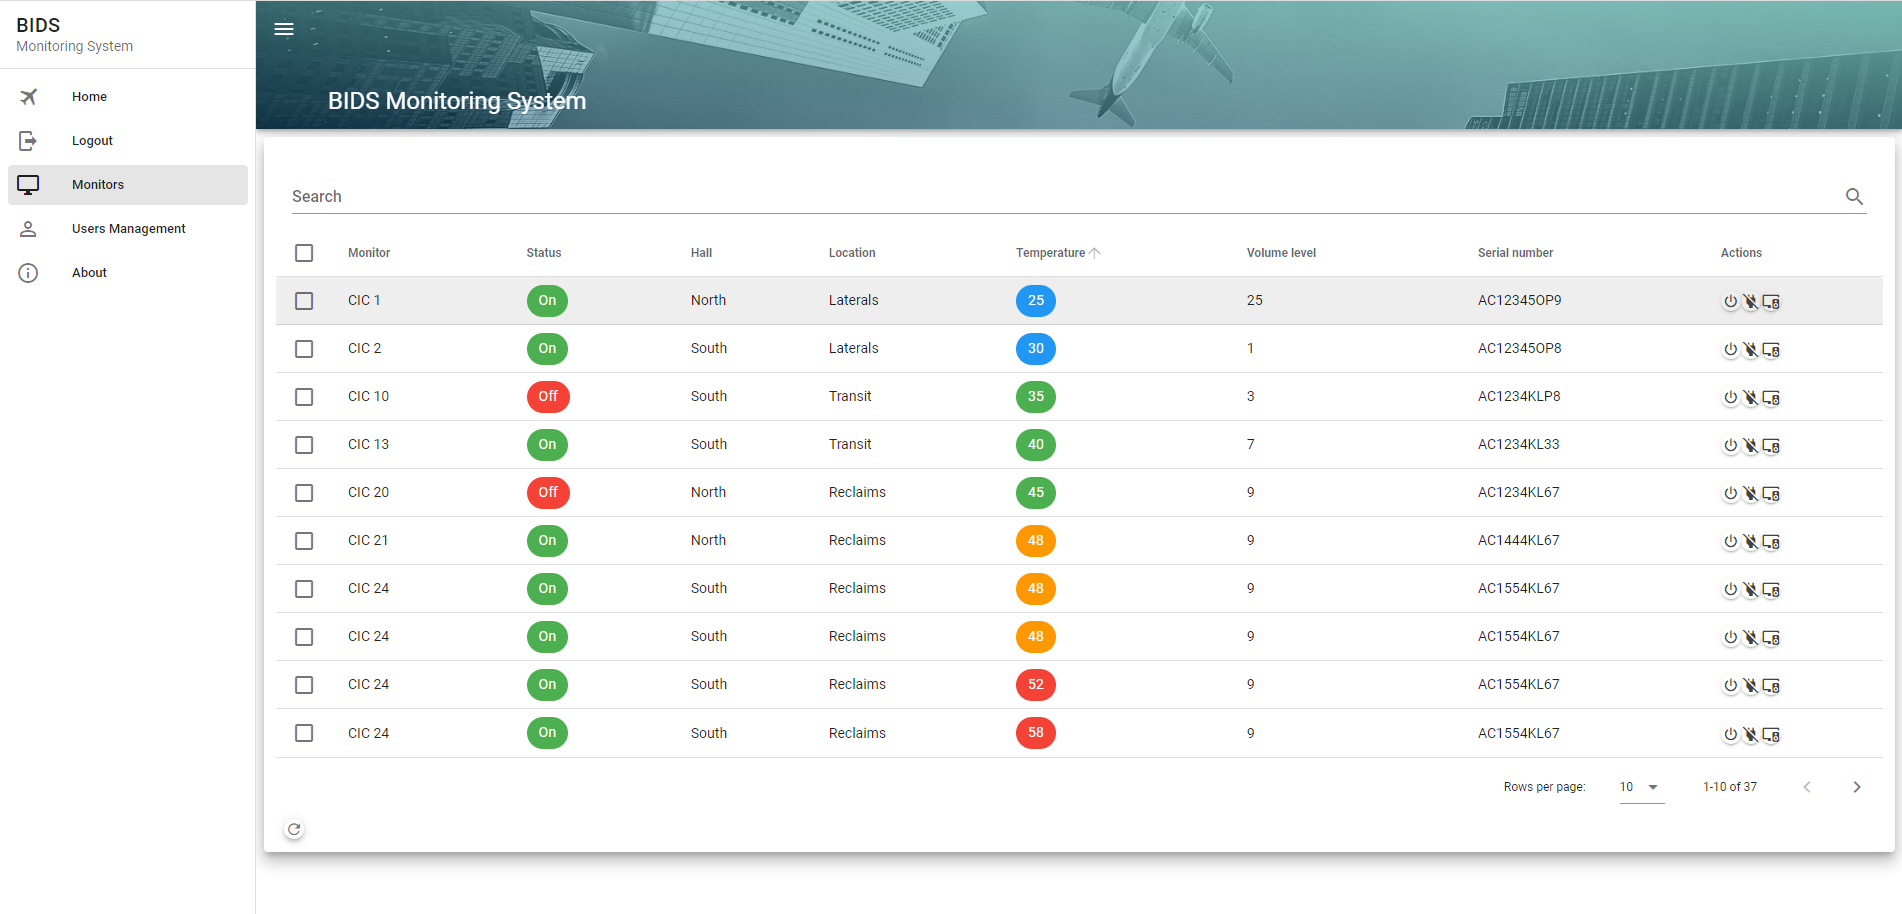 BIDS
Monitoring System
Home
Logout
Monitors
Users Management
About
BIDS Monitoring System
Search
Monitor Status Hall Location Temperature Volume level Serial number Actions
CIC 1 On North Laterals 25 25 AC12345OP9
CIC 2 On South Laterals 30 1 AC12345OP8
CIC 10 Off South Transit 35 3 AC1234KLP8
CIC 13 On South Transit 40 7 AC1234KL33
CIC 20 Off North Reclaims 45 9 AC1234KL67
CIC 21 On North Reclaims 48 9 AC1444KL67
CIC 24 On South Reclaims 48 9 AC1554KL67
CIC 24 On South Reclaims 48 9 AC1554KL67
CIC 24 On South Reclaims 52 9 AC1554KL67
CIC 24 On South Reclaims 58 9 AC1554KL67
Rows per page: 10 1-10 of 37